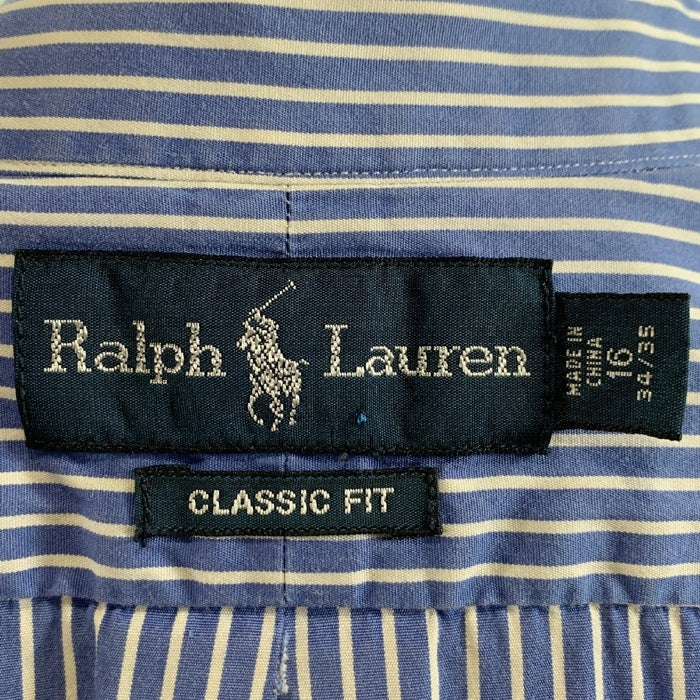 Ralph Lauren
MADE IN
CHINA
16
34/35
CLASSIC FIT